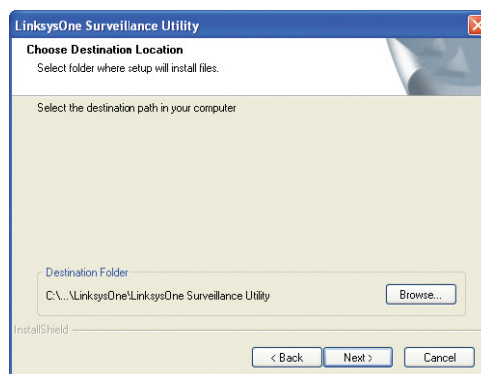 LinksysOne Surveillance Utility
Choose Destination Location
Select folder where setup will install files.
Select the destination path in your computer
Destination Folder
C:\...\LinksysOne\LinksysOne Surveillance Utility
Browse...
InstallShield
< Back
Next >
Cancel